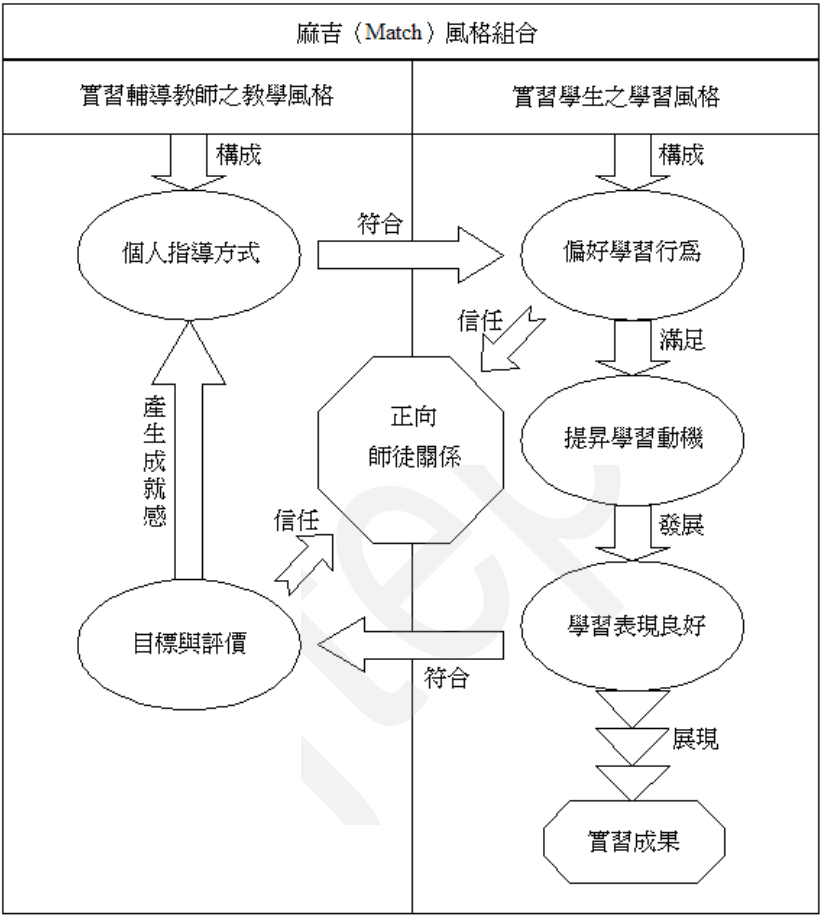 麻吉（Match）風格組合
實習輔導教師之教學風格
實習學生之學習風格
構成
構成
個人指導方式
符合
偏好學習行為
信任
滿足
產生成就感
正向
師徒關係
提昇學習動機
信任
發展
目標與評價
學習表現良好
符合
展現
實習成果